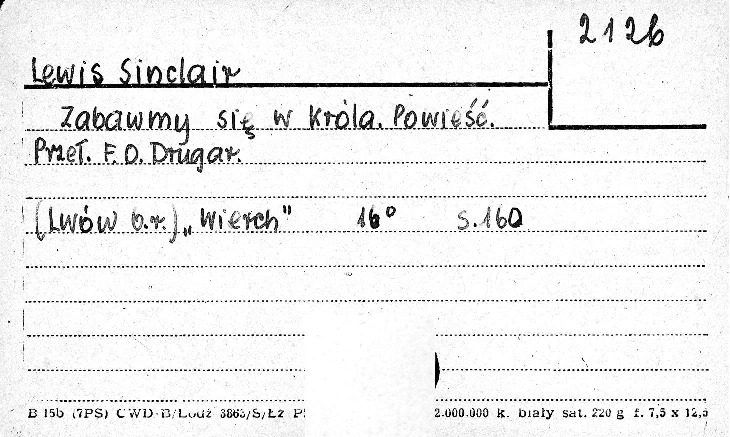 2126
Lewis Sinclair
Zabawmy się w króla. Powieść.
Przeł. F. O. Drugar.
(Lwów b.r.) „Wierch" 16° s. 160
B 15b (7PS) CWD B/Łódź 3863/S/Łż 2.000.000 k. biały sat. 220 g f. 7,5 x 12,5